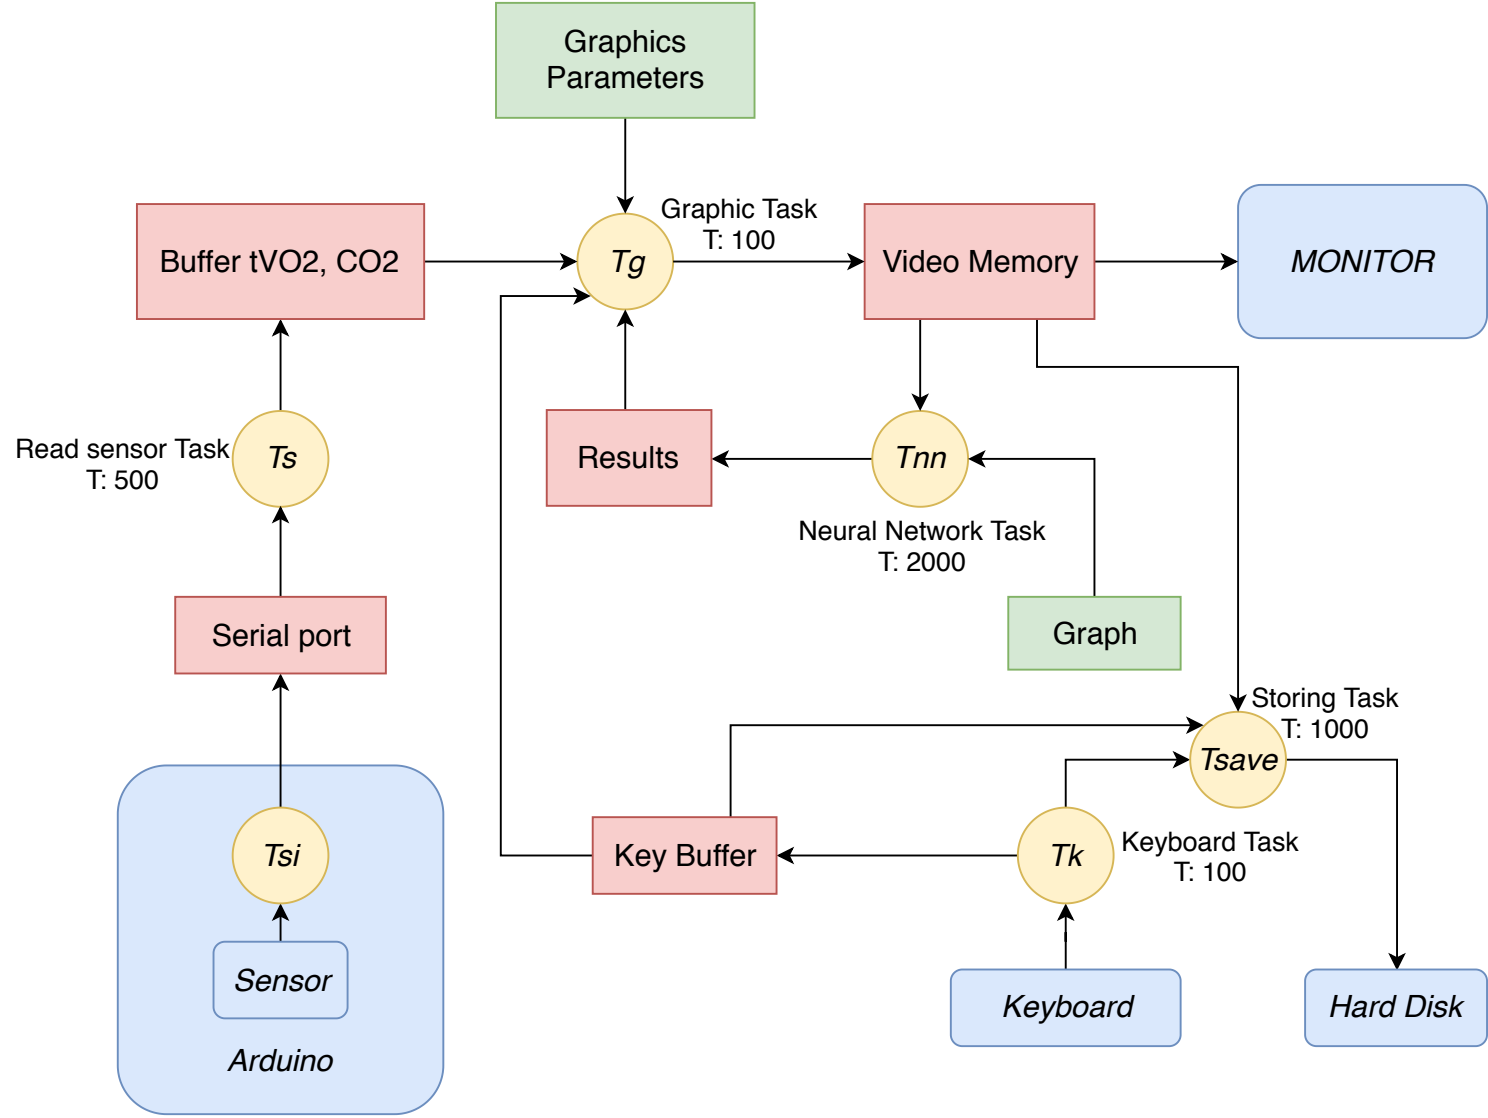 Graphics
Parameters
Graphic Task
T: 100
Buffer tVO2, CO2
Tg
Video Memory
MONITOR
Read sensor Task
T: 500
Ts
Results
Tnn
Neural Network Task
T: 2000
Serial port
Graph
Storing Task
T: 1000
Tsave
Tsi
Key Buffer
Tk
Keyboard Task
T: 100
Sensor
Keyboard
Hard Disk
Arduino